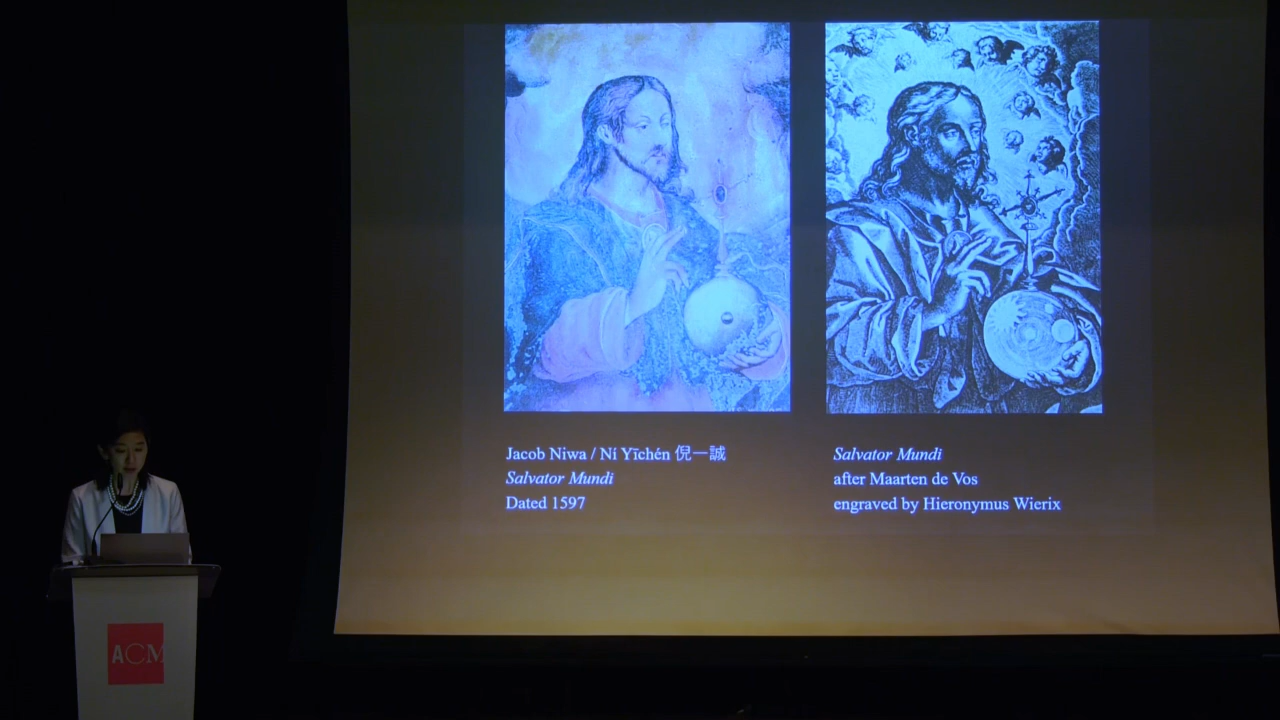 Jacob Niwa / Ní Yīchén 倪一誠
Salvator Mundi
Dated 1597
Salvator Mundi
after Maarten de Vos
engraved by Hieronymus Wierix
ACM